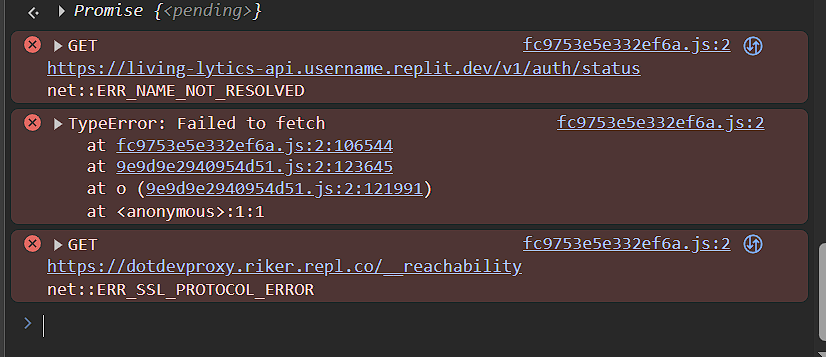 Promise {<pending>}
GET fc9753e5e332ef6a.js:2
https://living-lytics-api.username.replit.dev/v1/auth/status
net::ERR_NAME_NOT_RESOLVED
TypeError: Failed to fetch fc9753e5e332ef6a.js:2
at fc9753e5e332ef6a.js:2:106544
at 9e9d9e2940954d51.js:2:123645
at o (9e9d9e2940954d51.js:2:121991)
at <anonymous>:1:1
GET fc9753e5e332ef6a.js:2
https://dotdevproxy.riker.repl.co/__reachability
net::ERR_SSL_PROTOCOL_ERROR